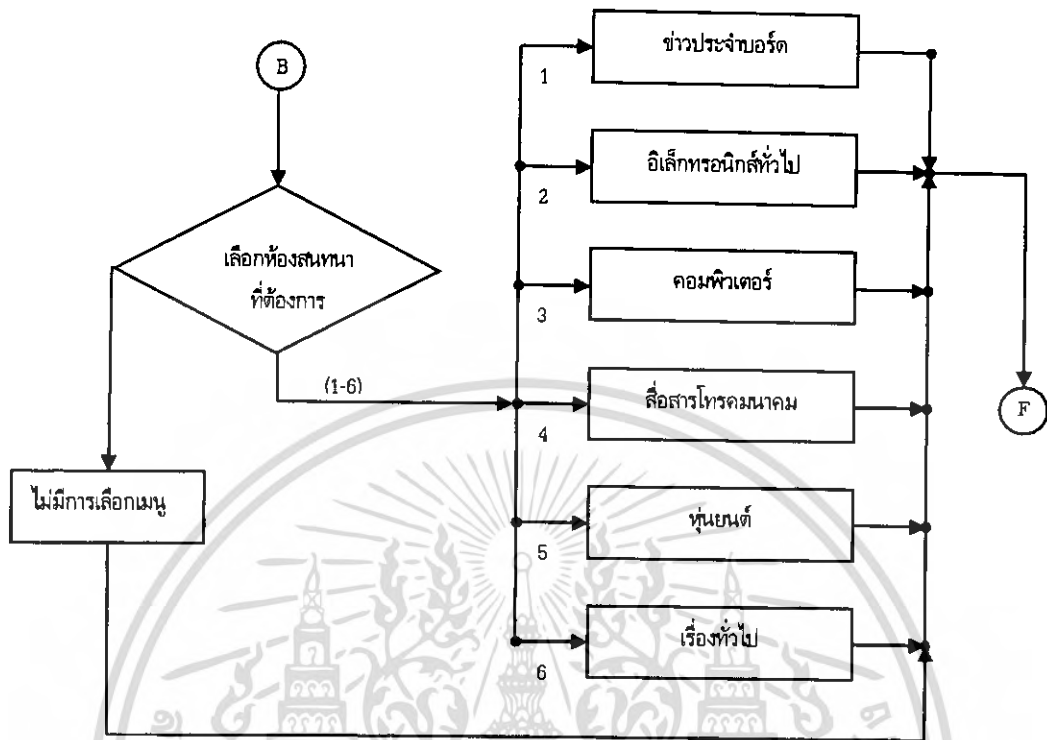 B
เลือกห้องสนทนา
ที่ต้องการ
(1-6)
ไม่มีการเลือกเมนู
ข่าวประจำบอร์ด
1
อิเล็กทรอนิกส์ทั่วไป
2
คอมพิวเตอร์
3
สื่อสารโทรคมนาคม
4
หุ่นยนต์
5
เรื่องทั่วไป
6
F